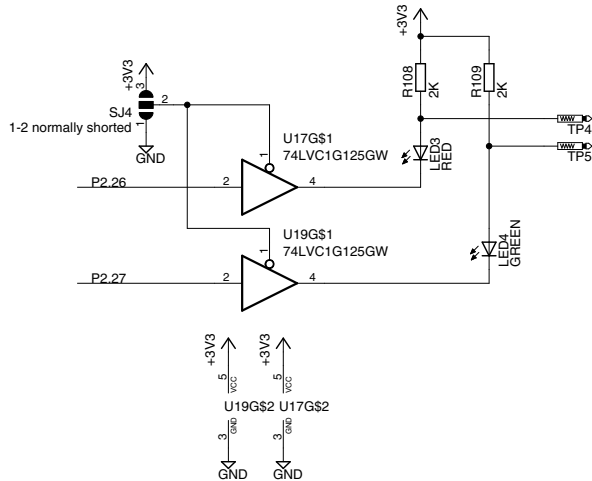 +3V3
+3V3
3
R108
2K
R109
2K
SJ4
2
1-2 normally shorted
1
GND
TP4
U17G$1
74LVC1G125GW
LED3
RED
TP5
1
P2.26
2
4
U19G$1
74LVC1G125GW
1
LED4
GREEN
P2.27
2
4
+3V3
+3V3
5
VCC
5
VCC
U19G$2
U17G$2
3
GND
3
GND
GND
GND